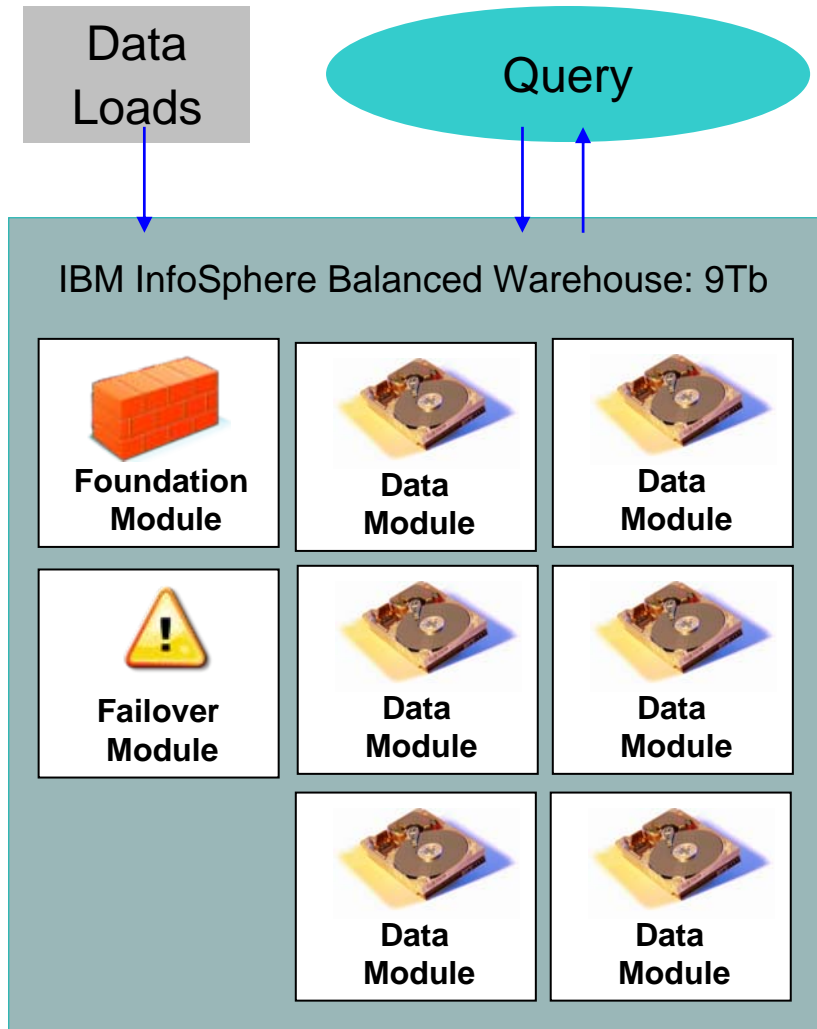 Data
Loads
Query
IBM InfoSphere Balanced Warehouse: 9Tb
Foundation
Module
Data
Module
Data
Module
Failover
Module
Data
Module
Data
Module
Data
Module
Data
Module